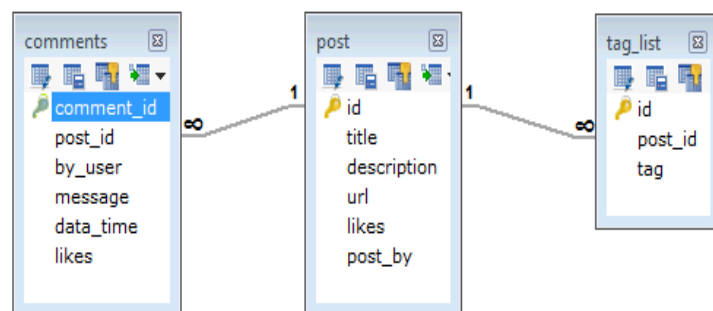 comments
comment_id
post_id
by_user
message
data_time
likes
1
∞
post
id
title
description
url
likes
post_by
1
∞
tag_list
id
post_id
tag